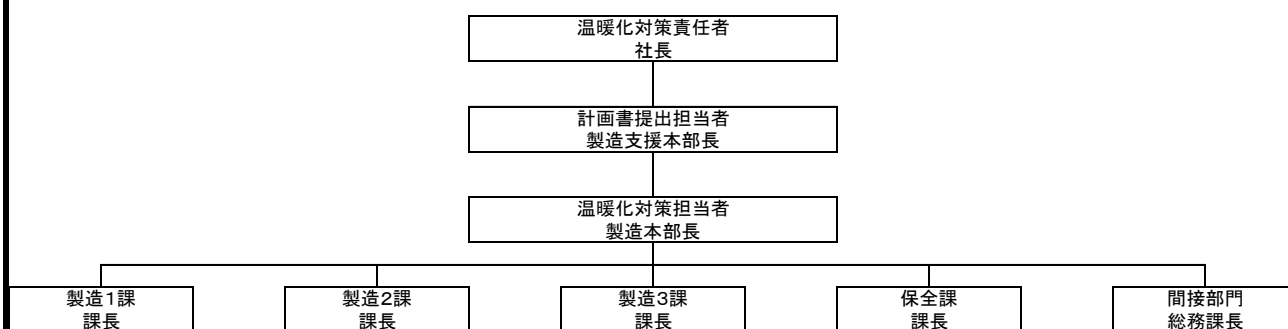 温暖化対策責任者
社長
計画書提出担当者
製造支援本部長
温暖化対策担当者
製造本部長
製造1課
課長
製造2課
課長
製造3課
課長
保全課
課長
間接部門
総務課長